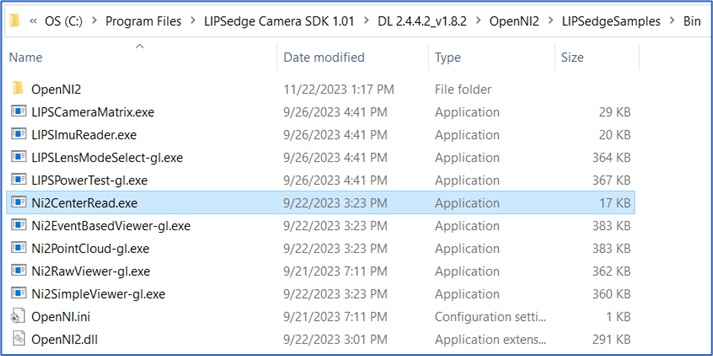 « OS (C:) > Program Files > LIPSedge Camera SDK 1.01 > DL 2.4.4.2_v1.8.2 > OpenNI2 > LIPSedgeSamples > Bin
Name Date modified Type Size
OpenNI2 11/22/2023 1:17 PM File folder
LIPSCameraMatrix.exe 9/26/2023 4:41 PM Application 29 KB
LIPSImuReader.exe 9/26/2023 4:41 PM Application 20 KB
LIPSLensModeSelect-gl.exe 9/26/2023 4:41 PM Application 364 KB
LIPSPowerTest-gl.exe 9/26/2023 4:41 PM Application 367 KB
Ni2CenterRead.exe 9/22/2023 3:23 PM Application 17 KB
Ni2EventBasedViewer-gl.exe 9/22/2023 3:23 PM Application 383 KB
Ni2PointCloud-gl.exe 9/22/2023 3:23 PM Application 383 KB
Ni2RawViewer-gl.exe 9/21/2023 7:11 PM Application 362 KB
Ni2SimpleViewer-gl.exe 9/22/2023 3:23 PM Application 360 KB
OpenNI.ini 9/21/2023 7:11 PM Configuration setti... 1 KB
OpenNI2.dll 9/22/2023 3:01 PM Application extens... 291 KB